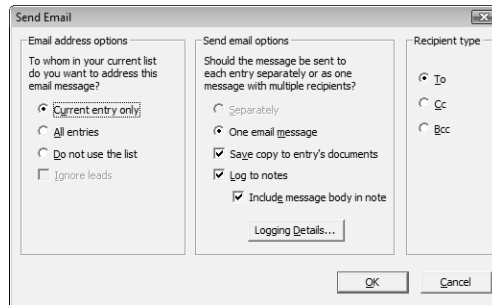 Send Email
Email address options
To whom in your current list
do you want to address this
email message?
Current entry only
All entries
Do not use the list
Ignore leads
Send email options
Should the message be sent to
each entry separately or as one
message with multiple recipients?
Separately
One email message
Save copy to entry's documents
Log to notes
Include message body in note
Logging Details...
Recipient type
To
Cc
Bcc
OK
Cancel